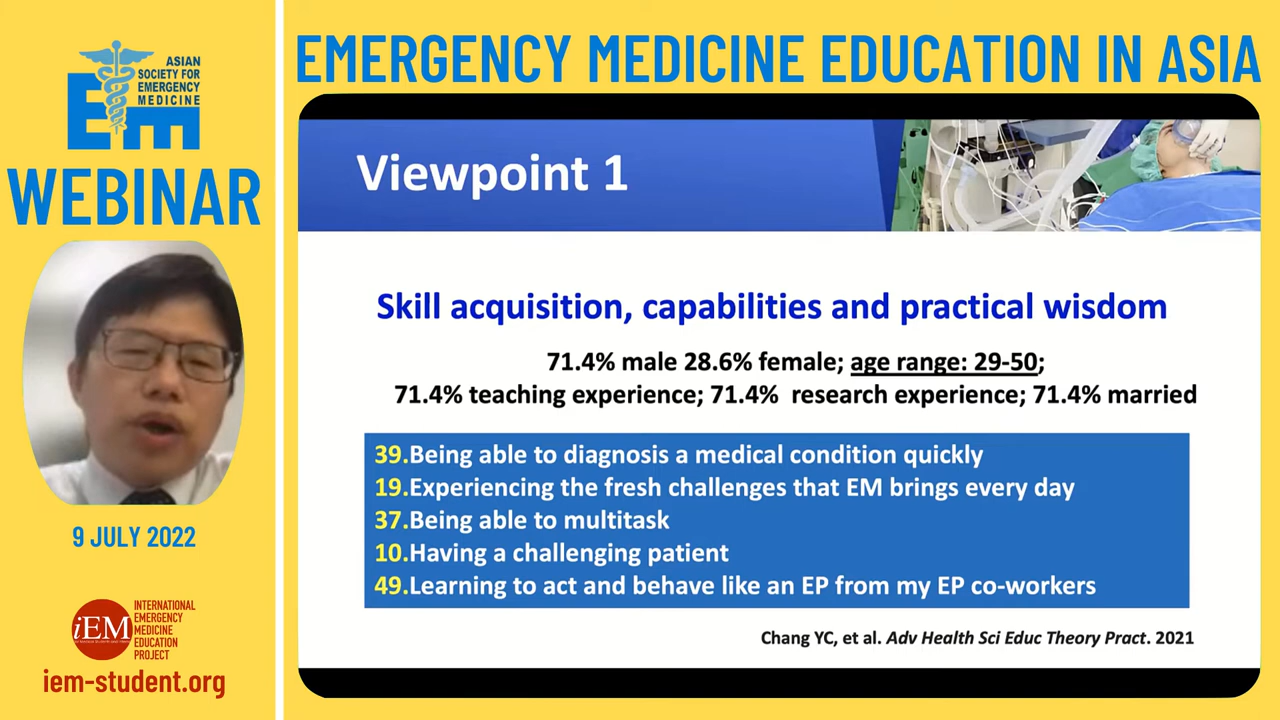 ASIAN
SOCIETY FOR
EMERGENCY
MEDICINE
EM
WEBINAR
9 JULY 2022
iEM
INTERNATIONAL
EMERGENCY
MEDICINE
EDUCATION
PROJECT
iem-student.org
EMERGENCY MEDICINE EDUCATION IN ASIA
Viewpoint 1
Skill acquisition, capabilities and practical wisdom
71.4% male 28.6% female; age range: 29-50;
71.4% teaching experience; 71.4% research experience; 71.4% married
39.Being able to diagnosis a medical condition quickly
19.Experiencing the fresh challenges that EM brings every day
37.Being able to multitask
10.Having a challenging patient
49.Learning to act and behave like an EP from my EP co-workers
Chang YC, et al. Adv Health Sci Educ Theory Pract. 2021